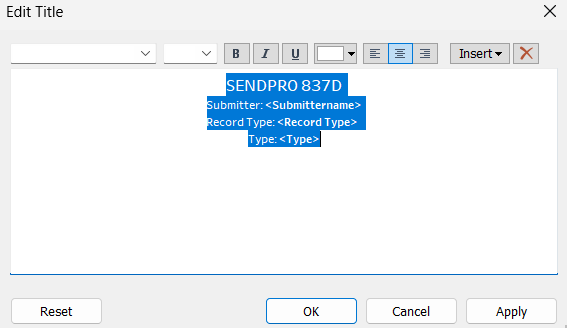 Edit Title
B I U Insert
SENDPRO 837D
Submitter: <Submittername>
Record Type: <Record Type>
Type: <Type>
Reset OK Cancel Apply